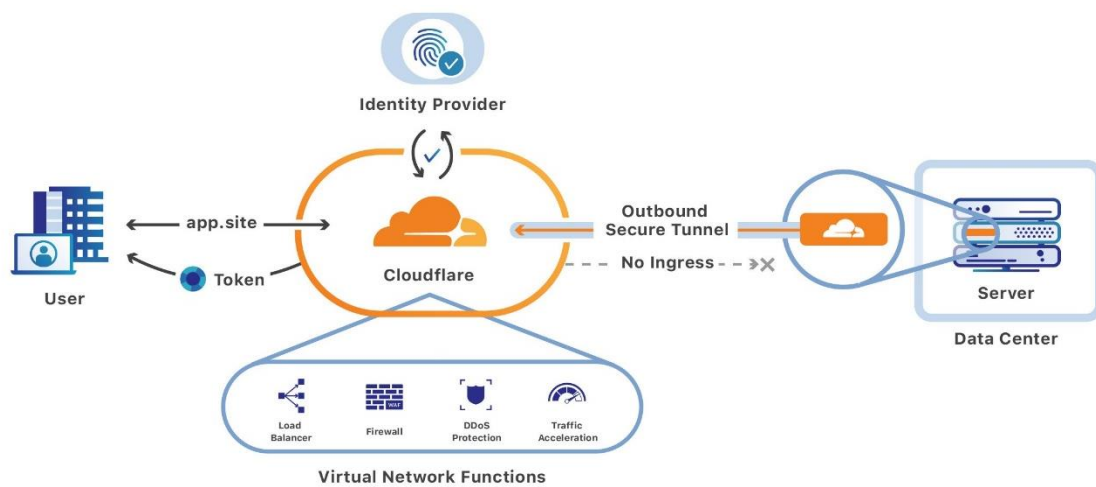 Identity Provider
app.site
Token
User
Cloudflare
Outbound
Secure Tunnel
No Ingress
Server
Data Center
Load
Balancer
WAF
Firewall
DDoS
Protection
Traffic
Acceleration
Virtual Network Functions